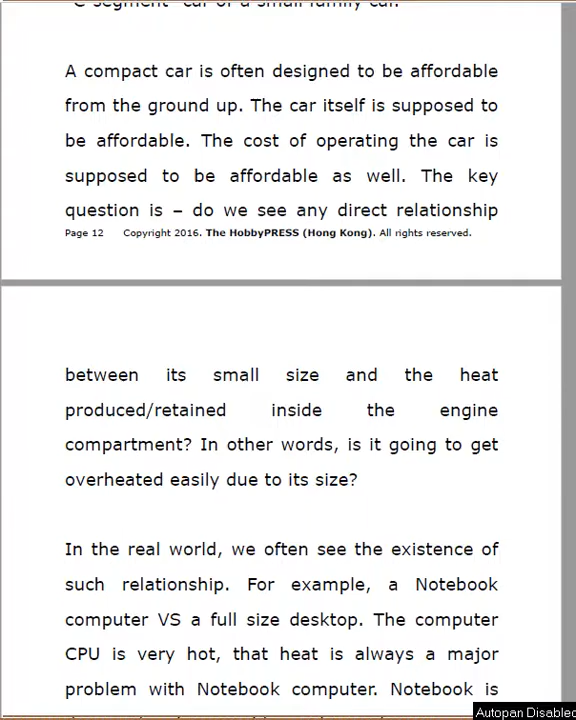 "C-segment" car or a small family car.
A compact car is often designed to be affordable
from the ground up. The car itself is supposed to
be affordable. The cost of operating the car is
supposed to be affordable as well. The key
question is – do we see any direct relationship
Page 12 Copyright 2016. The HobbyPRESS (Hong Kong). All rights reserved.
between its small size and the heat
produced/retained inside the engine
compartment? In other words, is it going to get
overheated easily due to its size?
In the real world, we often see the existence of
such relationship. For example, a Notebook
computer VS a full size desktop. The computer
CPU is very hot, that heat is always a major
problem with Notebook computer. Notebook is
Autopan Disabled